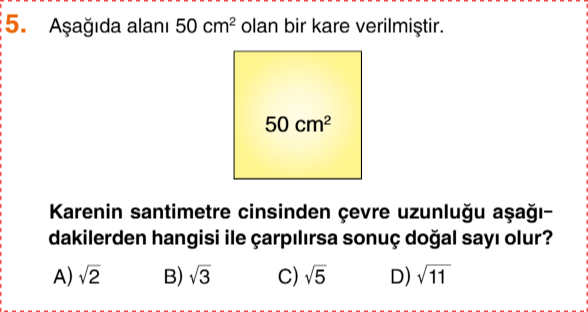 5. Aşağıda alanı 50 cm² olan bir kare verilmiştir.
50 cm²
Karenin santimetre cinsinden çevre uzunluğu aşağı-
dakilerden hangisi ile çarpılırsa sonuç doğal sayı olur?
A) √2 B) √3 C) √5 D) √11